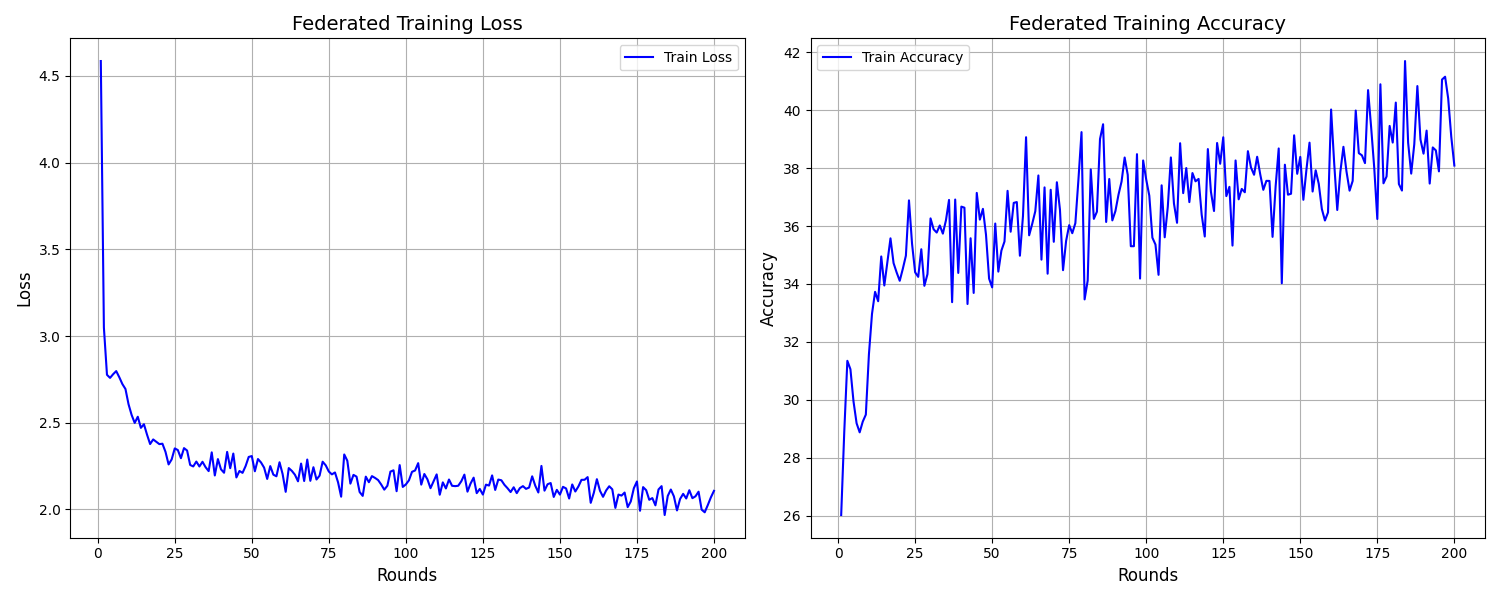 Federated Training Loss
Train Loss
4.5
4.0
3.5
3.0
2.5
2.0
Loss
0 25 50 75 100 125 150 175 200
Rounds
Federated Training Accuracy
Train Accuracy
42
40
38
36
34
32
30
28
26
Accuracy
0 25 50 75 100 125 150 175 200
Rounds